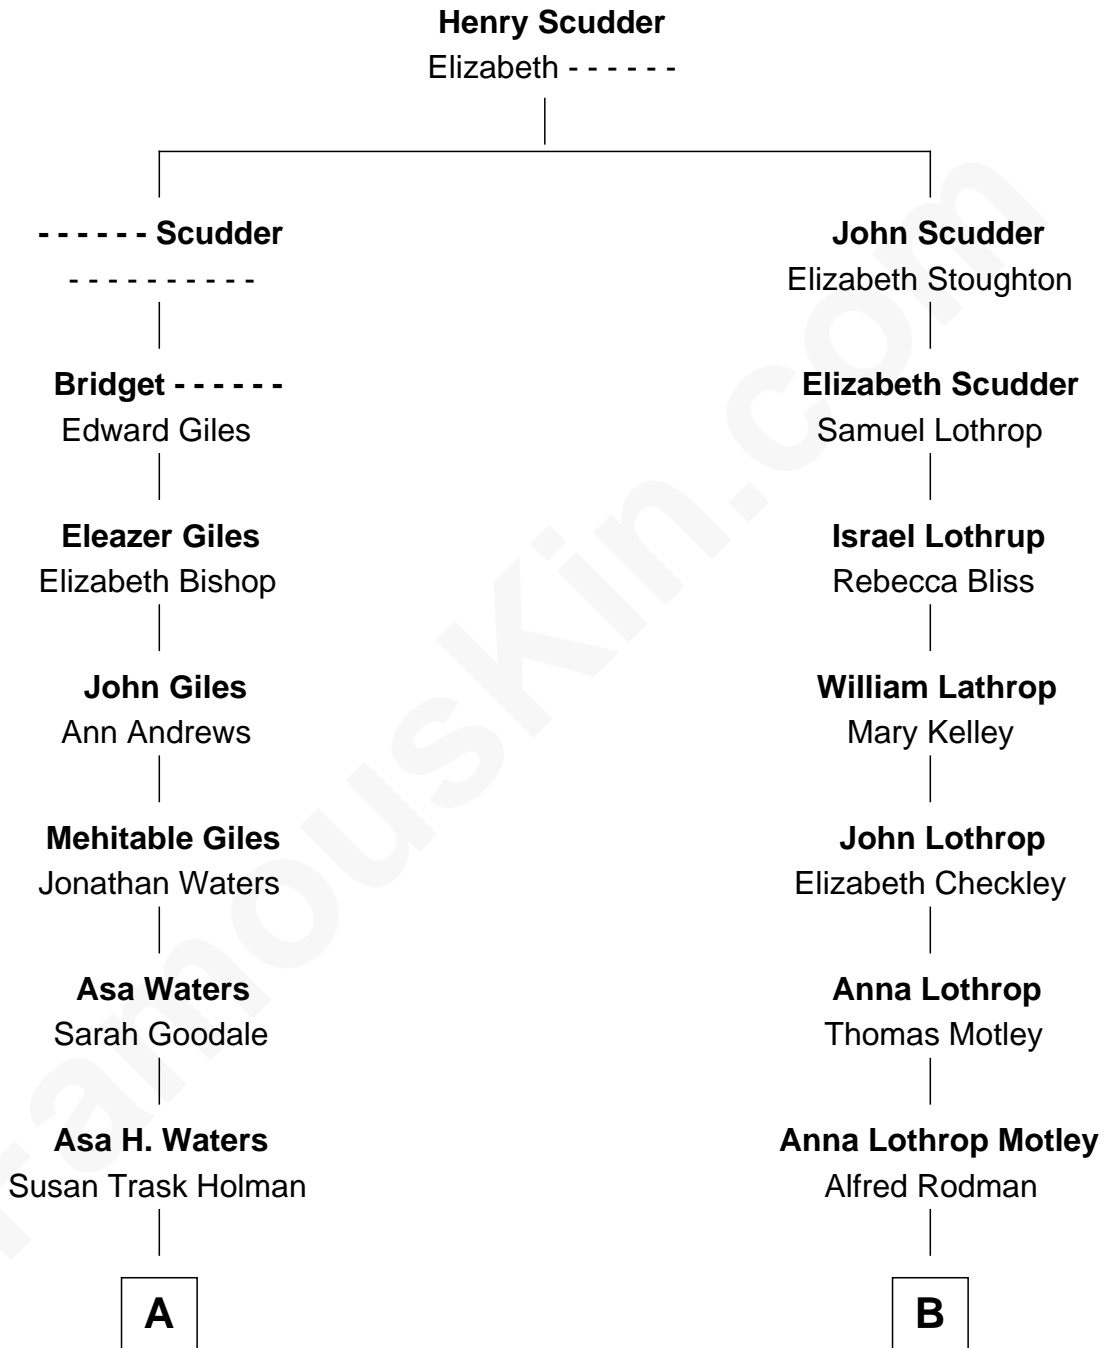 Henry Scudder
Elizabeth - - - - - -
- - - - - - Scudder
- - - - - - - - - -
Bridget - - - - - -
Edward Giles
Eleazer Giles
Elizabeth Bishop
John Giles
Ann Andrews
Mehitable Giles
Jonathan Waters
Asa Waters
Sarah Goodale
Asa H. Waters
Susan Trask Holman
A
John Scudder
Elizabeth Stoughton
Elizabeth Scudder
Samuel Lothrop
Israel Lothrup
Rebecca Bliss
William Lathrop
Mary Kelley
John Lothrop
Elizabeth Checkley
Anna Lothrop
Thomas Motley
Anna Lothrop Motley
Alfred Rodman
B
FamousKin.com